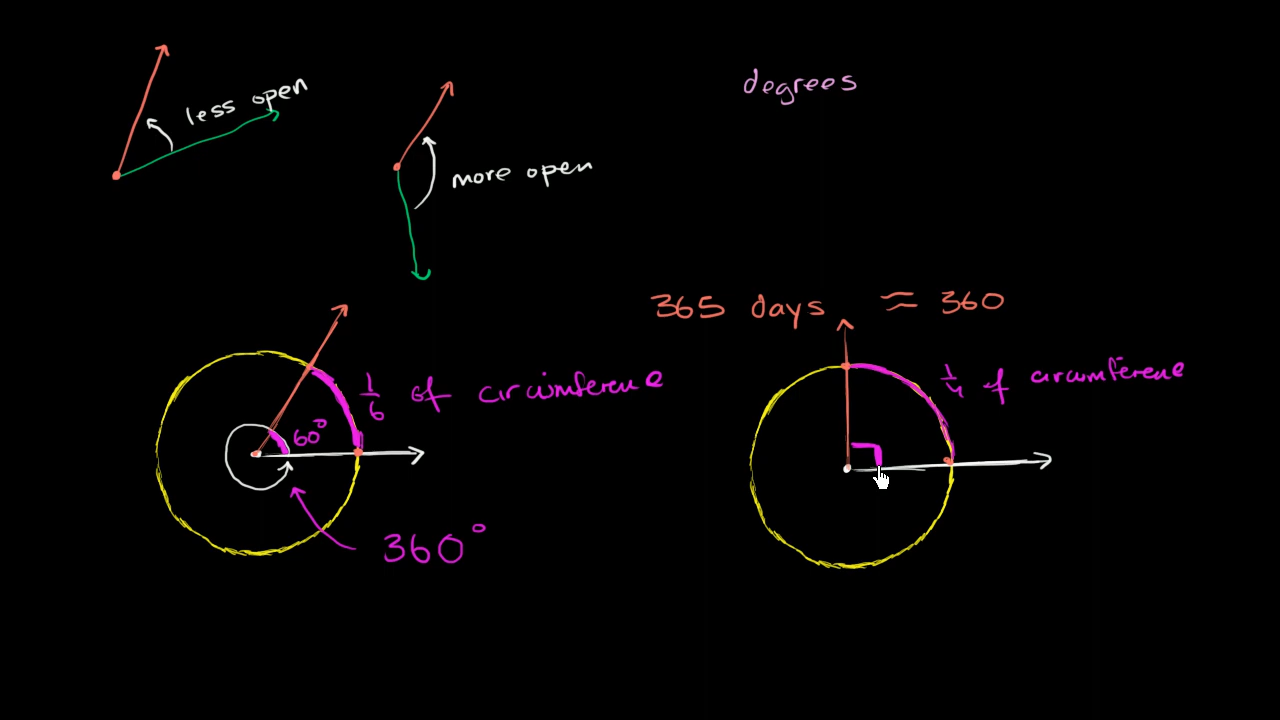 less open
more open
degrees
365 days ≈ 360
1/6 of circumference
60°
360°
1/4 of circumference